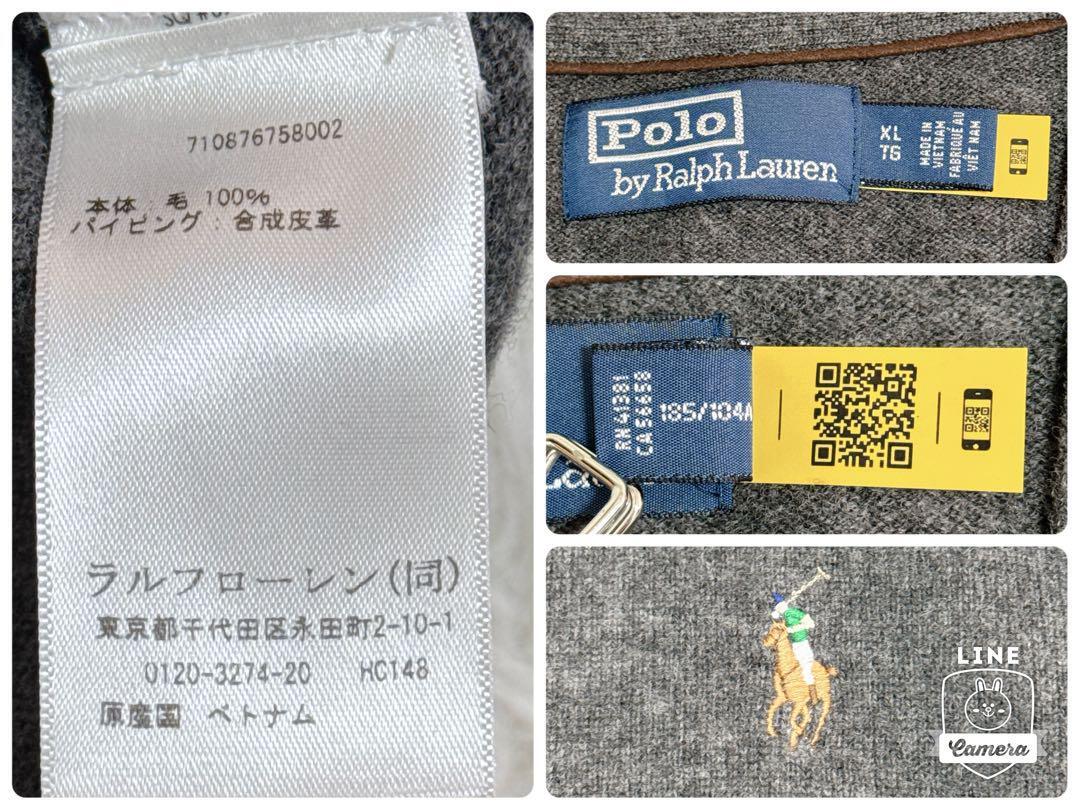 710876758002
本体：毛 100%
パイピング：合成皮革
ラルフローレン(同)
東京都千代田区永田町2-10-1
0120-3274-20 HC148
原産国 ベトナム
Polo
by Ralph Lauren
XL
TG
MADE IN
VIETNAM
FABRIQUÉ AU
VIÊT NAM
RN 41381
CA 56658
185/104A
LINE
Camera